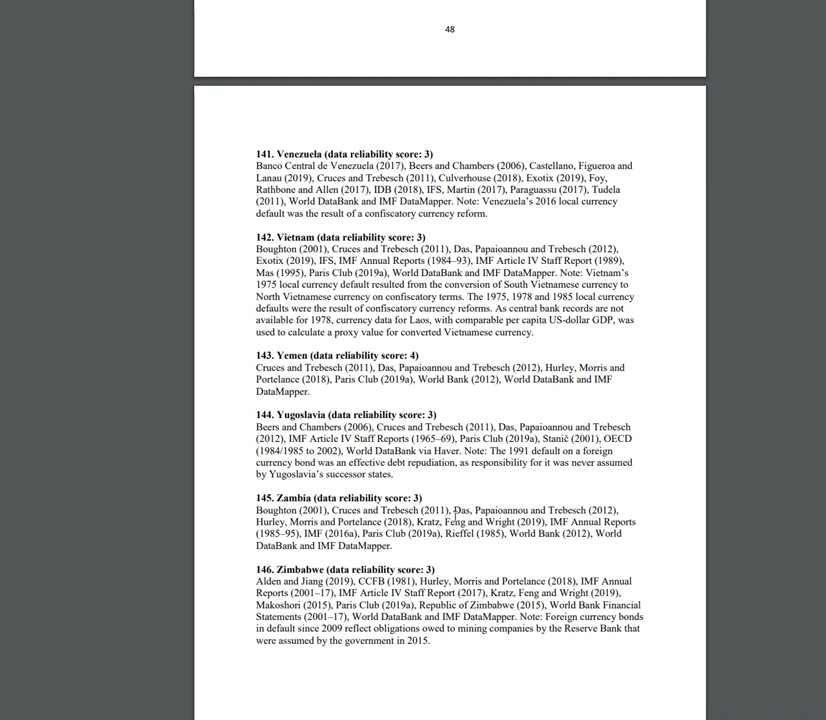 48
141. Venezuela (data reliability score: 3)
Banco Central de Venezuela (2017), Beers and Chambers (2006), Castellano, Figueroa and
Lanau (2019), Cruces and Trebesch (2011), Culverhouse (2018), Exotix (2019), Foy,
Rathbone and Allen (2017), IDB (2018), IFS, Martin (2017), Paraguassu (2017), Tudela
(2011), World DataBank and IMF DataMapper. Note: Venezuela's 2016 local currency
default was the result of a confiscatory currency reform.
142. Vietnam (data reliability score: 3)
Boughton (2001), Cruces and Trebesch (2011), Das, Papaioannou and Trebesch (2012),
Exotix (2019), IFS, IMF Annual Reports (1984–93), IMF Article IV Staff Report (1989),
Mas (1995), Paris Club (2019a), World DataBank and IMF DataMapper. Note: Vietnam's
1975 local currency default resulted from the conversion of South Vietnamese currency to
North Vietnamese currency on confiscatory terms. The 1975, 1978 and 1985 local currency
defaults were the result of confiscatory currency reforms. As central bank records are not
available for 1978, currency data for Laos, with comparable per capita US-dollar GDP, was
used to calculate a proxy value for converted Vietnamese currency.
143. Yemen (data reliability score: 4)
Cruces and Trebesch (2011), Das, Papaioannou and Trebesch (2012), Hurley, Morris and
Portelance (2018), Paris Club (2019a), World Bank (2012), World DataBank and IMF
DataMapper.
144. Yugoslavia (data reliability score: 3)
Beers and Chambers (2006), Cruces and Trebesch (2011), Das, Papaioannou and Trebesch
(2012), IMF Article IV Staff Reports (1965–69), Paris Club (2019a), Stanič (2001), OECD
(1984/1985 to 2002), World DataBank via Haver. Note: The 1991 default on a foreign
currency bond was an effective debt repudiation, as responsibility for it was never assumed
by Yugoslavia's successor states.
145. Zambia (data reliability score: 3)
Boughton (2001), Cruces and Trebesch (2011), Das, Papaioannou and Trebesch (2012),
Hurley, Morris and Portelance (2018), Kratz, Feng and Wright (2019), IMF Annual Reports
(1985–95), IMF (2016a), Paris Club (2019a), Rieffel (1985), World Bank (2012), World
DataBank and IMF DataMapper.
146. Zimbabwe (data reliability score: 3)
Alden and Jiang (2019), CCFB (1981), Hurley, Morris and Portelance (2018), IMF Annual
Reports (2001–17), IMF Article IV Staff Report (2017), Kratz, Feng and Wright (2019),
Makoshori (2015), Paris Club (2019a), Republic of Zimbabwe (2015), World Bank Financial
Statements (2001–17), World DataBank and IMF DataMapper. Note: Foreign currency bonds
in default since 2009 reflect obligations owed to mining companies by the Reserve Bank that
were assumed by the government in 2015.